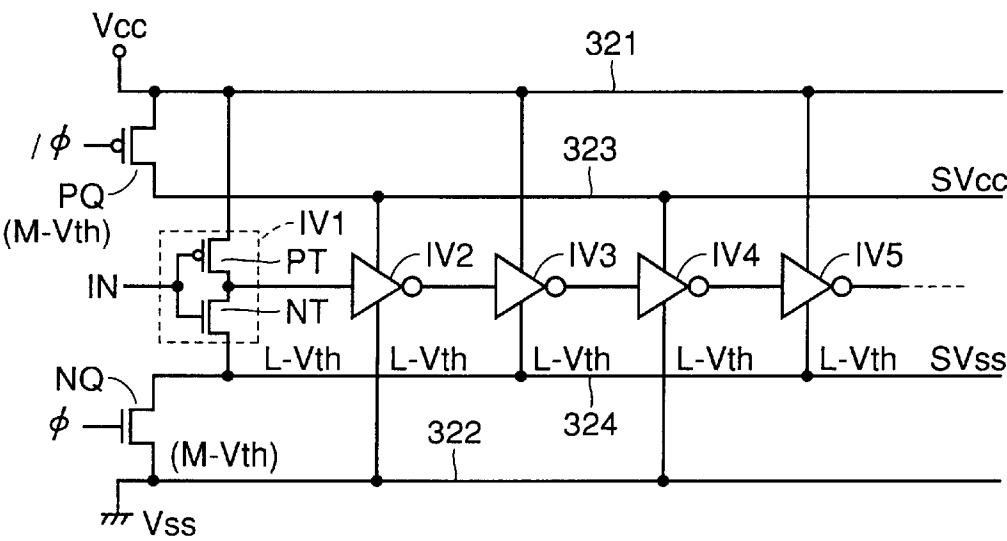 Vcc
321
/ϕ
323
SVcc
PQ
(M-Vth)
IV1
PT
IV2
IV3
IV4
IV5
IN
NT
L-Vth L-Vth L-Vth L-Vth L-Vth
SVss
NQ
324
ϕ
322
(M-Vth)
Vss